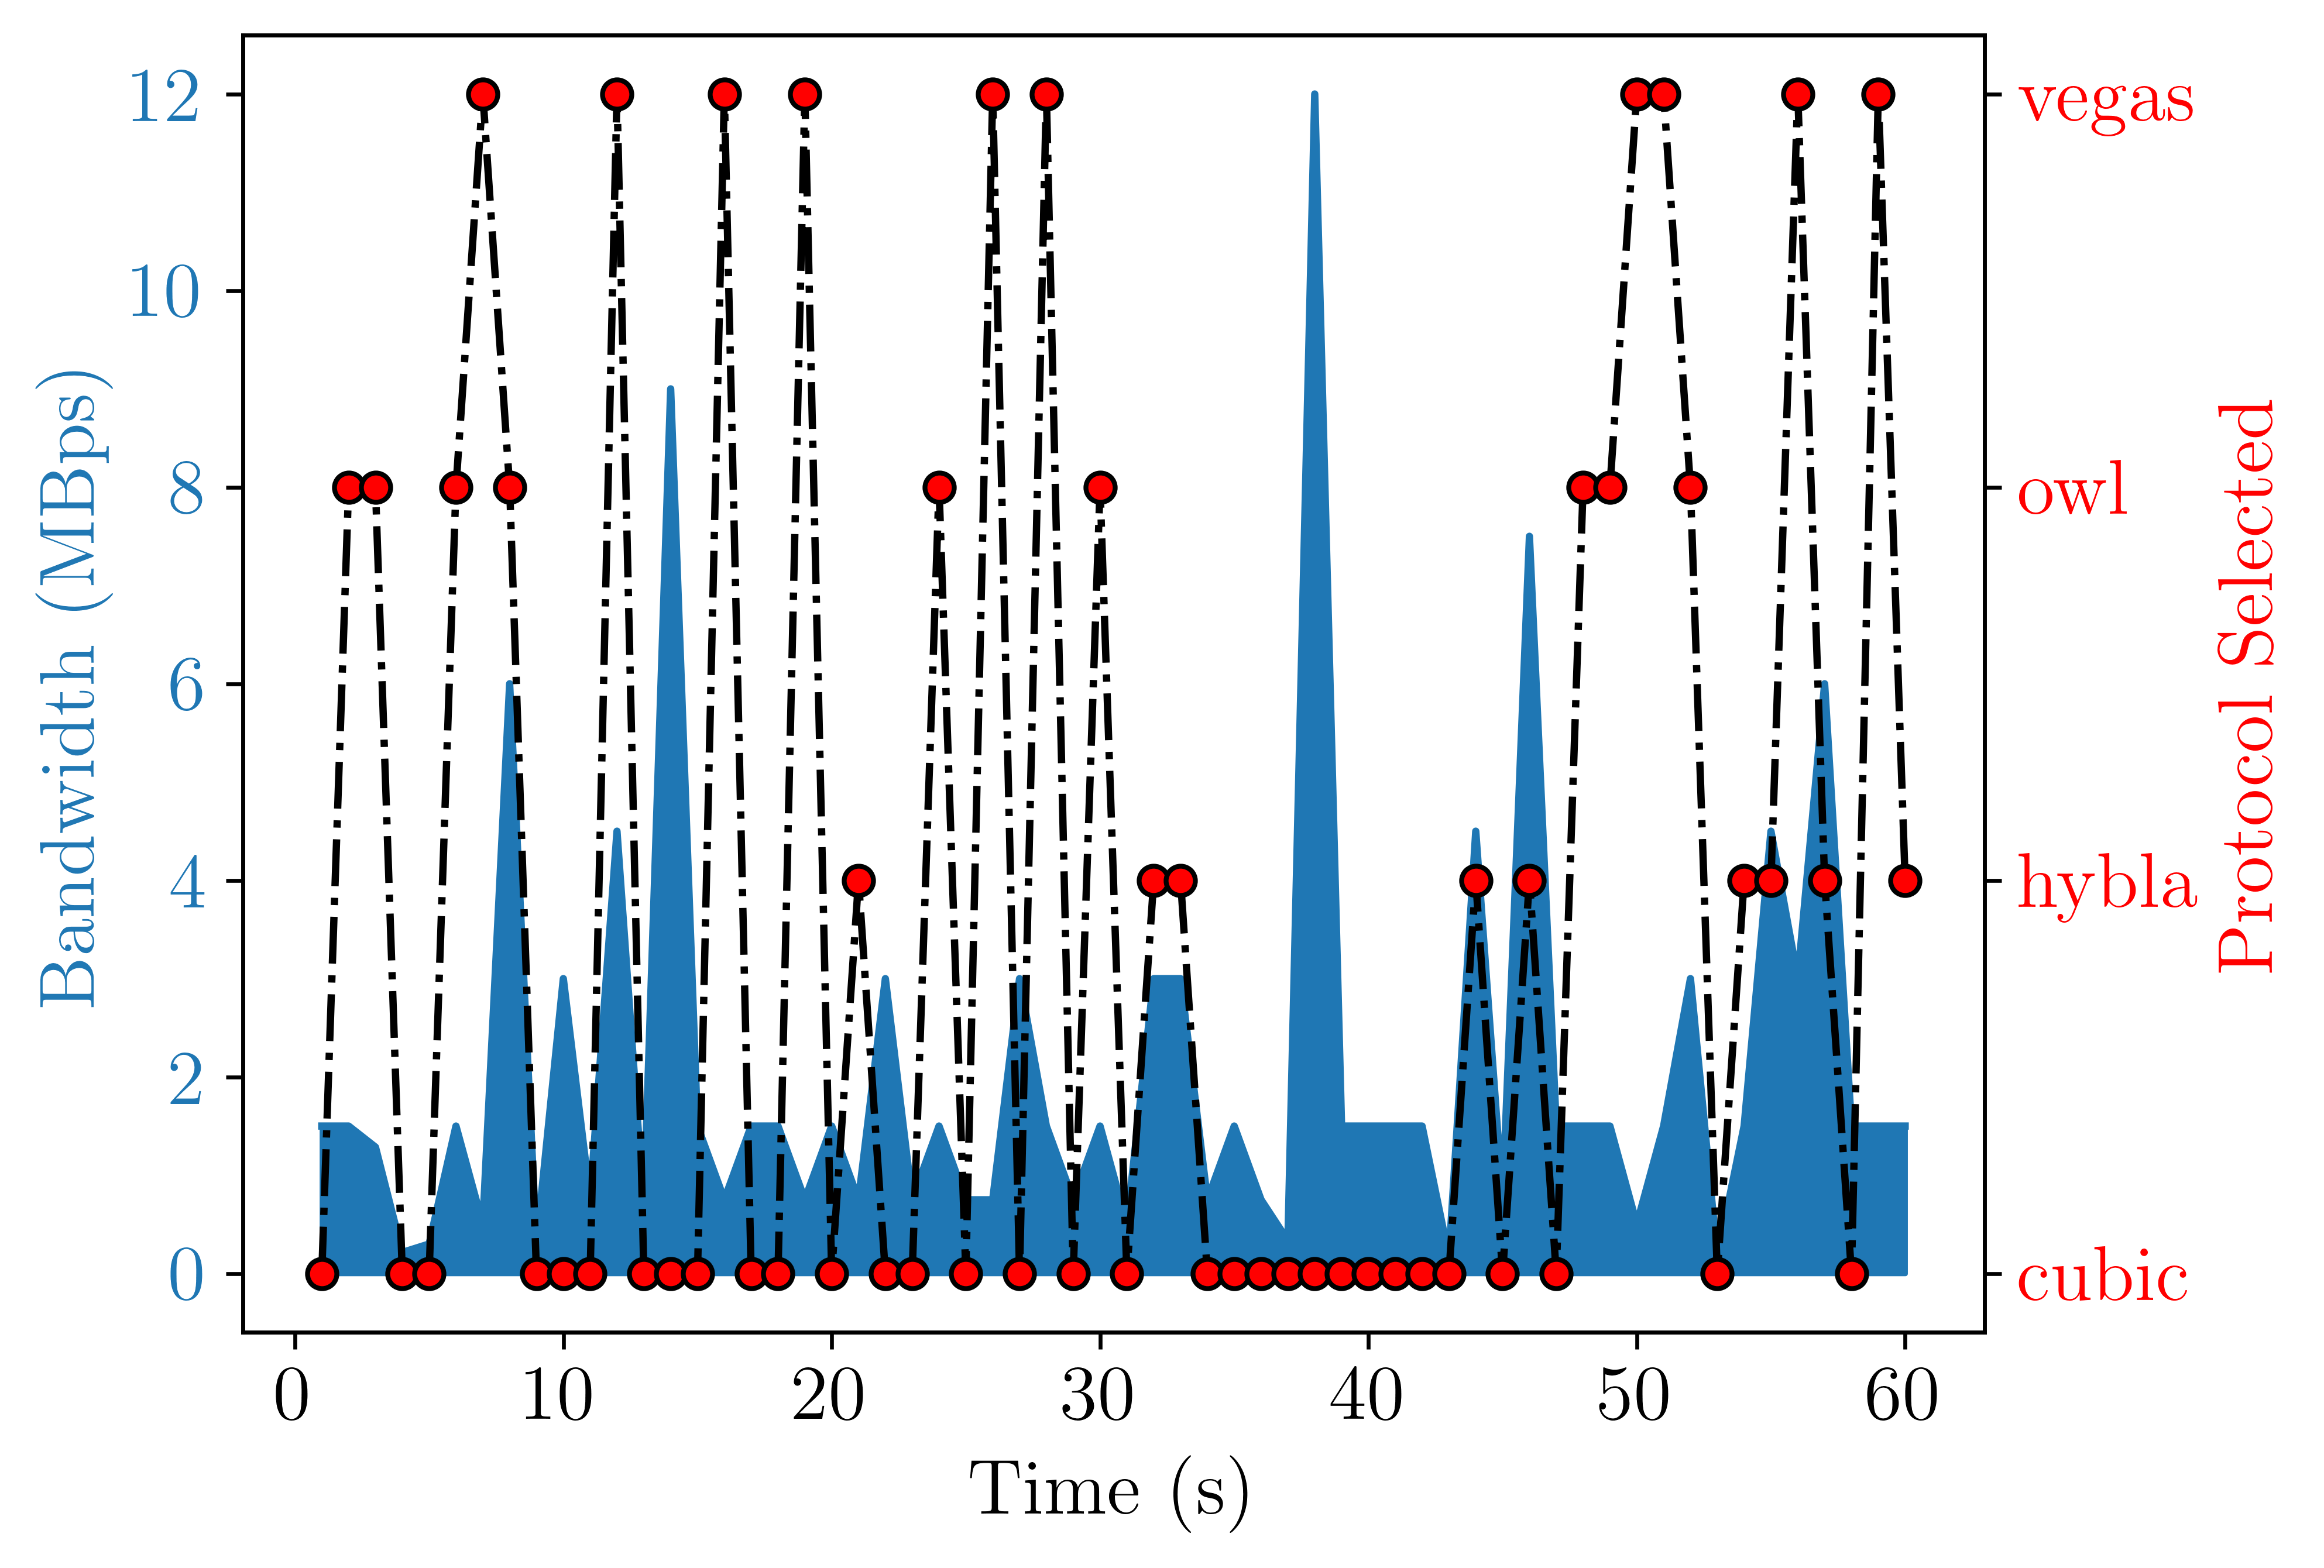 12
10
8
6
4
2
0
Bandwidth (MBps)
vegas
owl
hybla
cubic
Protocol Selected
0 10 20 30 40 50 60
Time (s)